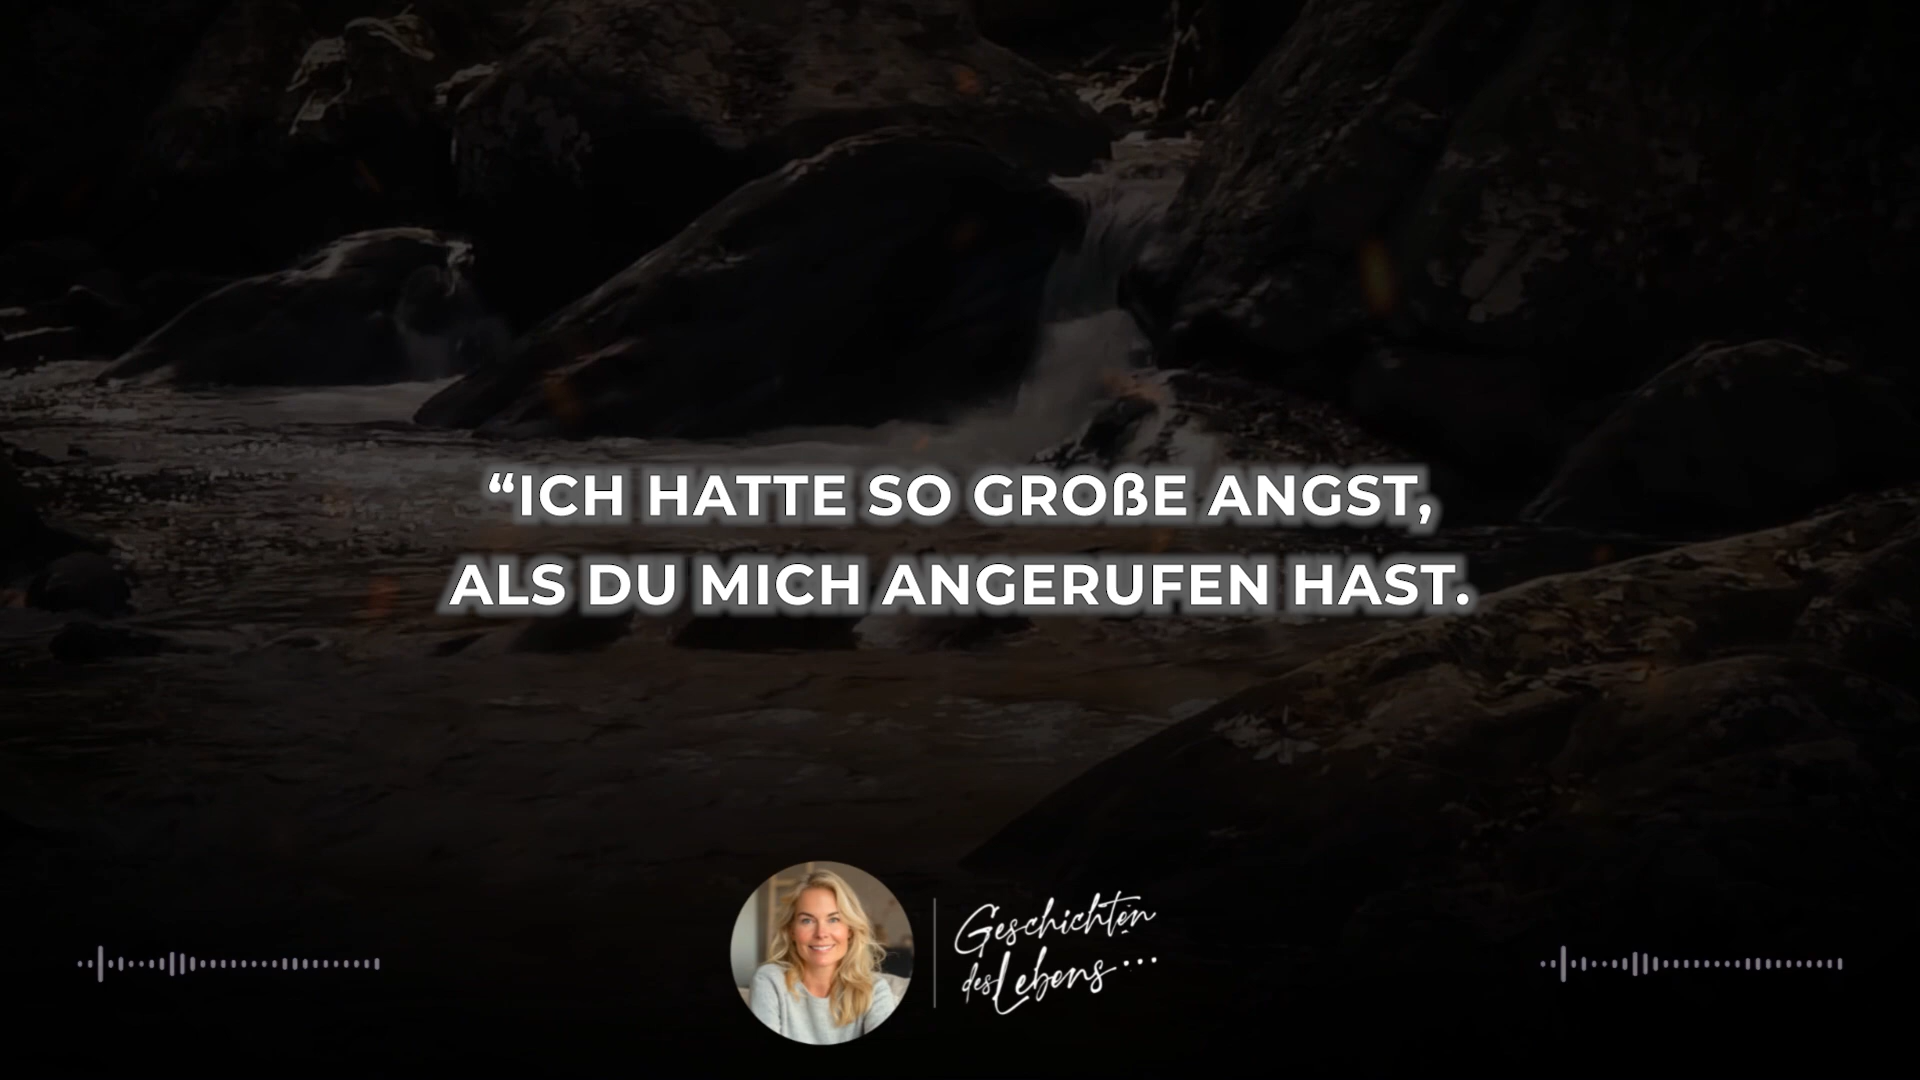 “ICH HATTE SO GROßE ANGST,
ALS DU MICH ANGERUFEN HAST.
Geschichten
des Lebens...